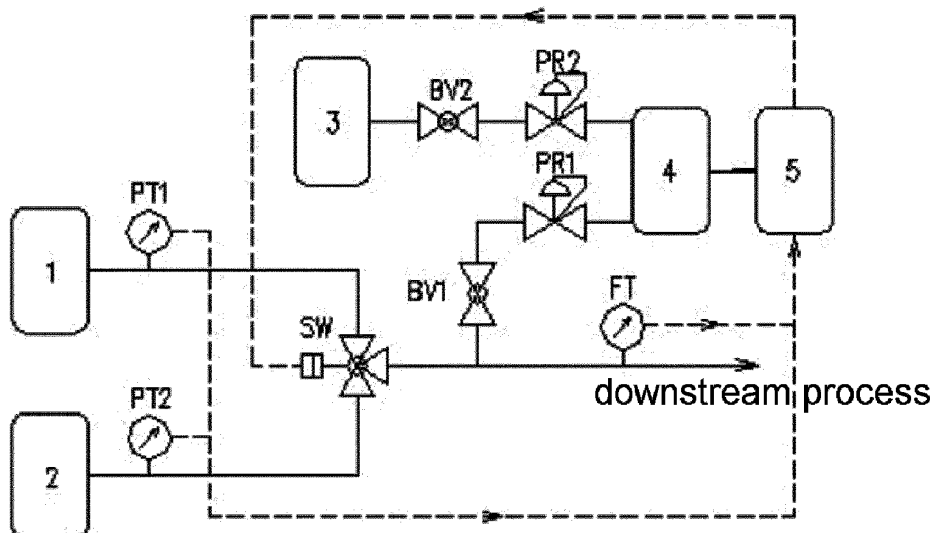 PR2
BV2
3
PR1
4
5
PT1
1
BV1
FT
SW
downstream process
PT2
2